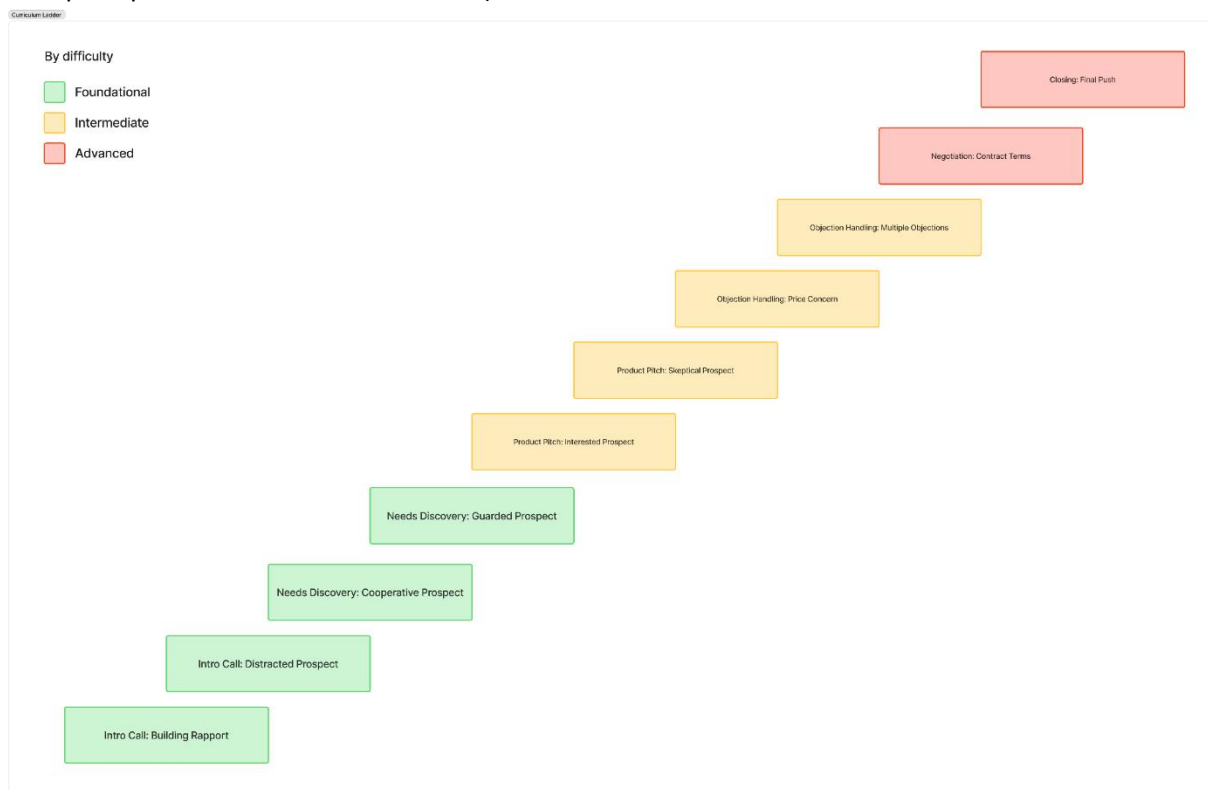 Curriculum Ladder
By difficulty
Foundational
Intermediate
Advanced
Closing: Final Push
Negotiation: Contract Terms
Objection Handling: Multiple Objections
Objection Handling: Price Concern
Product Pitch: Skeptical Prospect
Product Pitch: Interested Prospect
Needs Discovery: Guarded Prospect
Needs Discovery: Cooperative Prospect
Intro Call: Distracted Prospect
Intro Call: Building Rapport